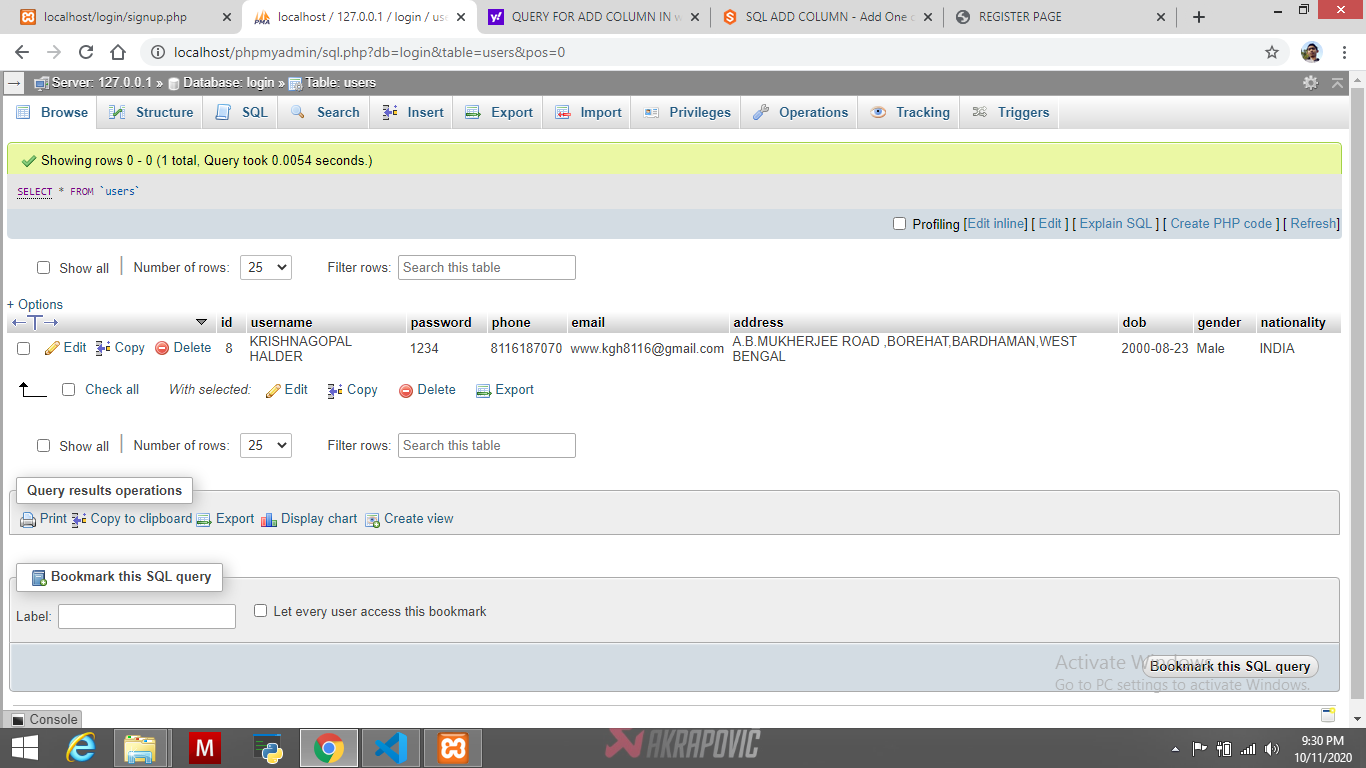 localhost/login/signup.php
localhost / 127.0.0.1 / login / use
QUERY FOR ADD COLUMN IN
SQL ADD COLUMN - Add One
REGISTER PAGE
localhost/phpmyadmin/sql.php?db=login&table=users&pos=0
Server: 127.0.0.1 » Database: login » Table: users
Browse Structure SQL Search Insert Export Import Privileges Operations Tracking Triggers
Showing rows 0 - 0 (1 total, Query took 0.0054 seconds.)
SELECT * FROM `users`
Profiling [Edit inline] [ Edit ] [ Explain SQL ] [ Create PHP code ] [ Refresh]
Show all | Number of rows: 25 Filter rows: Search this table
+ Options
←T→ id username password phone email address dob gender nationality
Edit Copy Delete 8 KRISHNAGOPAL HALDER 1234 8116187070 www.kgh8116@gmail.com A.B.MUKHERJEE ROAD ,BOREHAT,BARDHAMAN,WEST BENGAL 2000-08-23 Male INDIA
Check all With selected: Edit Copy Delete Export
Show all | Number of rows: 25 Filter rows: Search this table
Query results operations
Print Copy to clipboard Export Display chart Create view
Bookmark this SQL query
Label: Let every user access this bookmark
Activate Windows
Bookmark this SQL query
Go to PC settings to activate Windows.
Console
M AKRAPOVIC
9:30 PM
10/11/2020